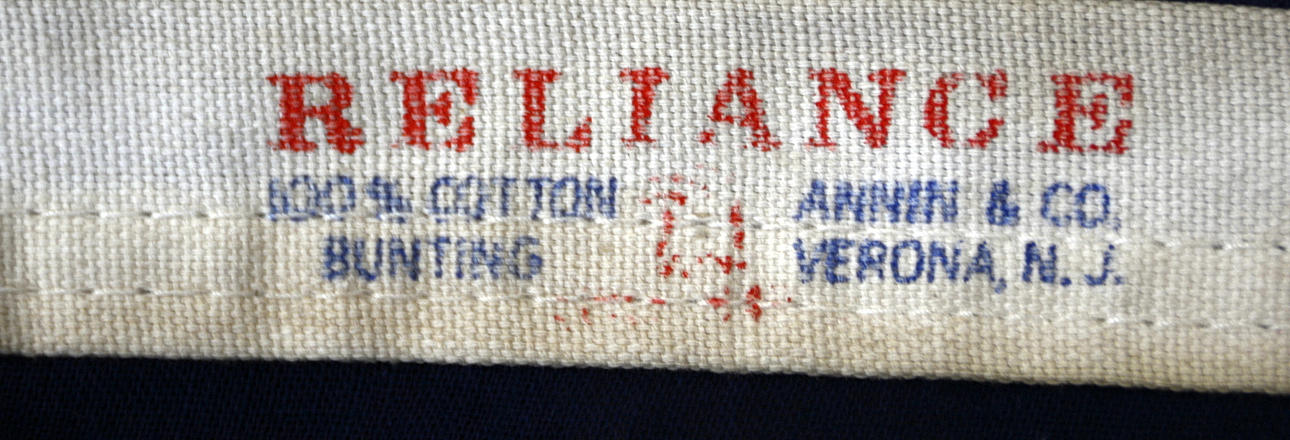 RELIANCE
100% COTTON
BUNTING
ANNIN & CO.
VERONA, N. J.